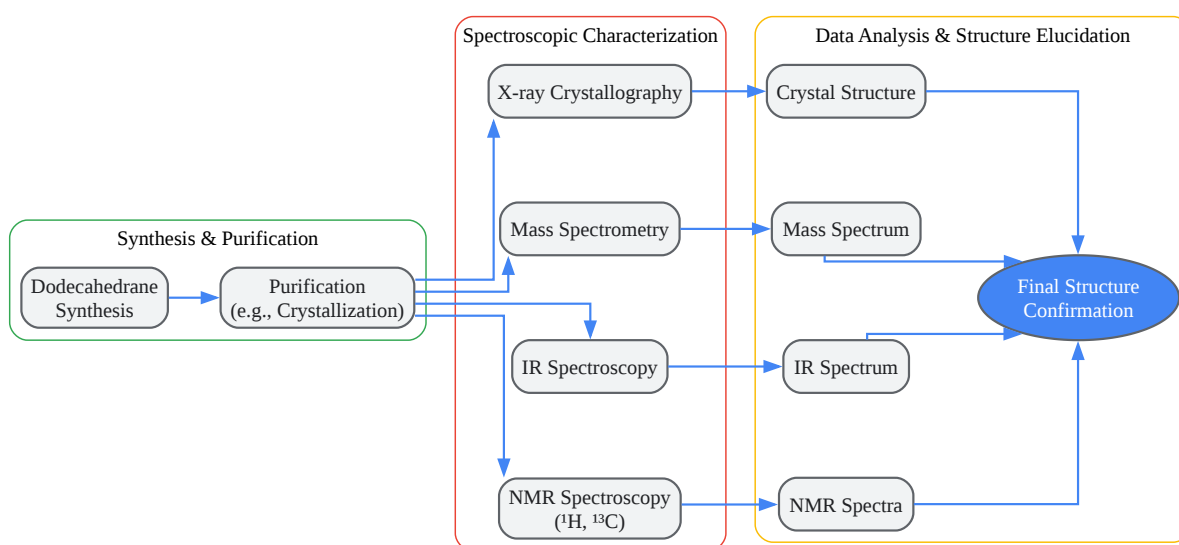 Synthesis & Purification
Dodecahedrane
Synthesis
Purification
(e.g., Crystallization)
Spectroscopic Characterization
X-ray Crystallography
Mass Spectrometry
IR Spectroscopy
NMR Spectroscopy
(¹H, ¹³C)
Data Analysis & Structure Elucidation
Crystal Structure
Mass Spectrum
IR Spectrum
NMR Spectra
Final Structure
Confirmation